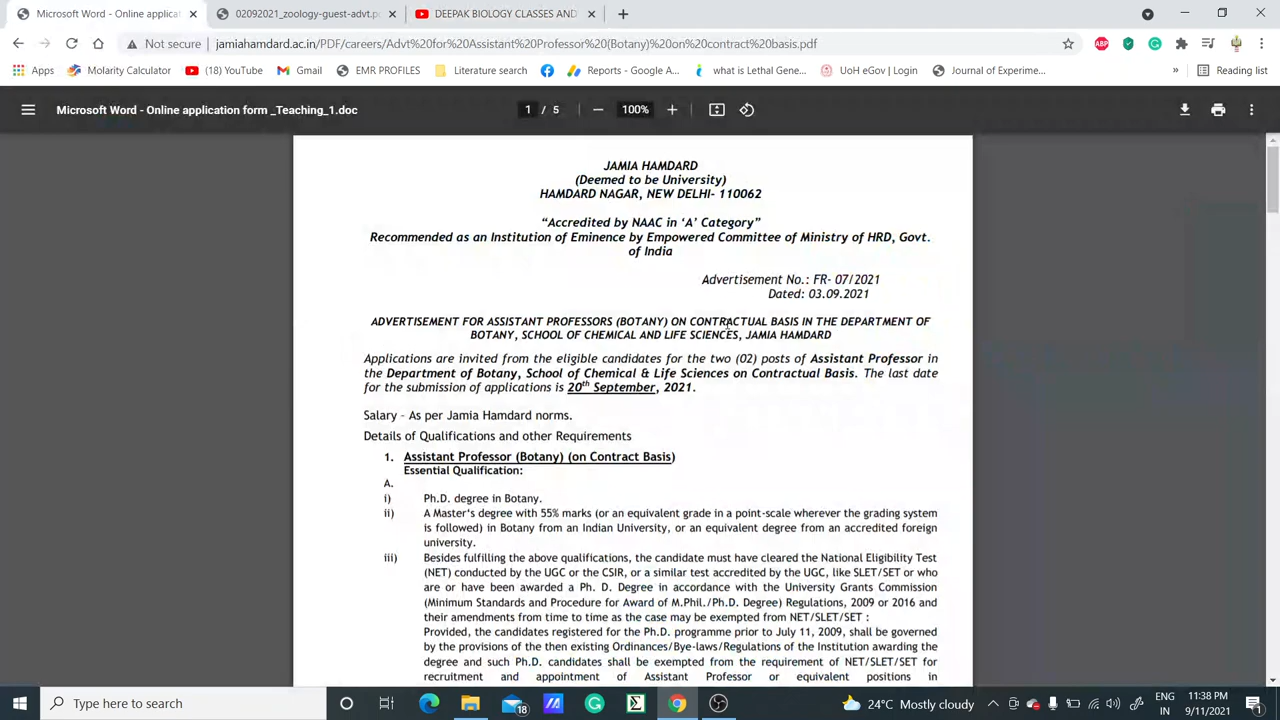 Microsoft Word - Online applicat
02092021_zoology-guest-advt.p
DEEPAK BIOLOGY CLASSES AND
Not secure
jamiahamdard.ac.in/PDF/careers/Advt%20for%20Assistant%20Professor%20(Botany)%20on%20contract%20basis.pdf
Apps
Molarity Calculator
(18) YouTube
Gmail
EMR PROFILES
Literature search
Reports - Google A...
what is Lethal Gene...
UoH eGov | Login
Journal of Experime...
»
Reading list
Microsoft Word - Online application form _Teaching_1.doc
1 / 5
100%
JAMIA HAMDARD
(Deemed to be University)
HAMDARD NAGAR, NEW DELHI- 110062
“Accredited by NAAC in ‘A’ Category”
Recommended as an Institution of Eminence by Empowered Committee of Ministry of HRD, Govt.
of India
Advertisement No.: FR- 07/2021
Dated: 03.09.2021
ADVERTISEMENT FOR ASSISTANT PROFESSORS (BOTANY) ON CONTRACTUAL BASIS IN THE DEPARTMENT OF
BOTANY, SCHOOL OF CHEMICAL AND LIFE SCIENCES, JAMIA HAMDARD
Applications are invited from the eligible candidates for the two (02) posts of Assistant Professor in
the Department of Botany, School of Chemical & Life Sciences on Contractual Basis. The last date
for the submission of applications is 20th September, 2021.
Salary – As per Jamia Hamdard norms.
Details of Qualifications and other Requirements
1. Assistant Professor (Botany) (on Contract Basis)
Essential Qualification:
A.
i) Ph.D. degree in Botany.
ii) A Master's degree with 55% marks (or an equivalent grade in a point-scale wherever the grading system
is followed) in Botany from an Indian University, or an equivalent degree from an accredited foreign
university.
iii) Besides fulfilling the above qualifications, the candidate must have cleared the National Eligibility Test
(NET) conducted by the UGC or the CSIR, or a similar test accredited by the UGC, like SLET/SET or who
are or have been awarded a Ph. D. Degree in accordance with the University Grants Commission
(Minimum Standards and Procedure for Award of M.Phil./Ph.D. Degree) Regulations, 2009 or 2016 and
their amendments from time to time as the case may be exempted from NET/SLET/SET :
Provided, the candidates registered for the Ph.D. programme prior to July 11, 2009, shall be governed
by the provisions of the then existing Ordinances/Bye-laws/Regulations of the Institution awarding the
degree and such Ph.D. candidates shall be exempted from the requirement of NET/SLET/SET for
recruitment and appointment of Assistant Professor or equivalent positions in
Type here to search
18
24°C Mostly cloudy
ENG
IN
11:38 PM
9/11/2021